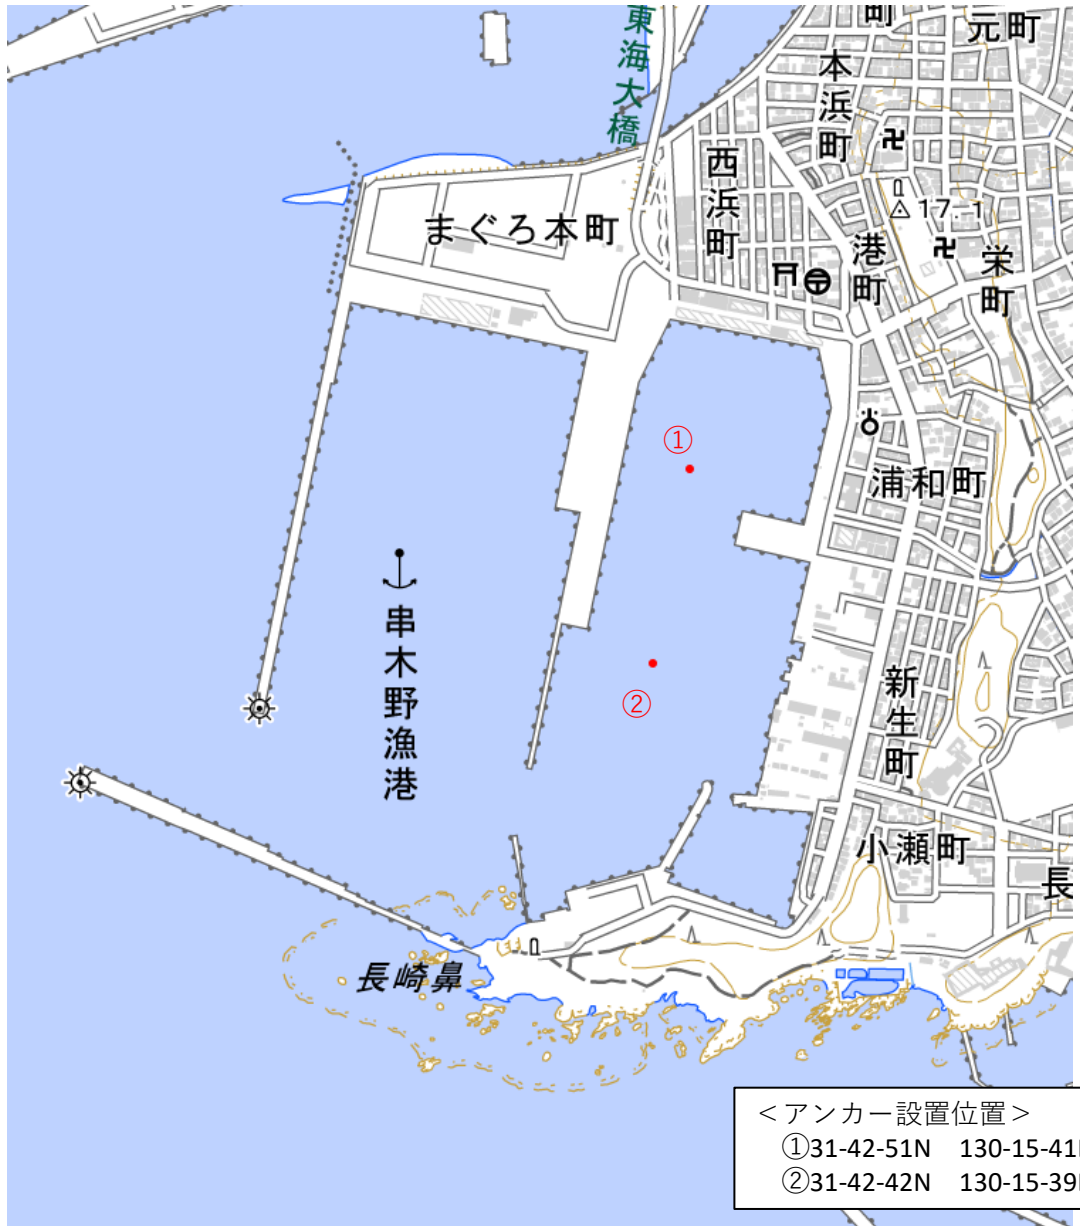 東海大橋
町
元町
本浜町
西浜町
17.1
まぐろ本町
港町
栄町
①
浦和町
串木野漁港
②
新生町
小瀬町
長
長崎鼻
＜アンカー設置位置＞
①31-42-51N 130-15-41
②31-42-42N 130-15-39